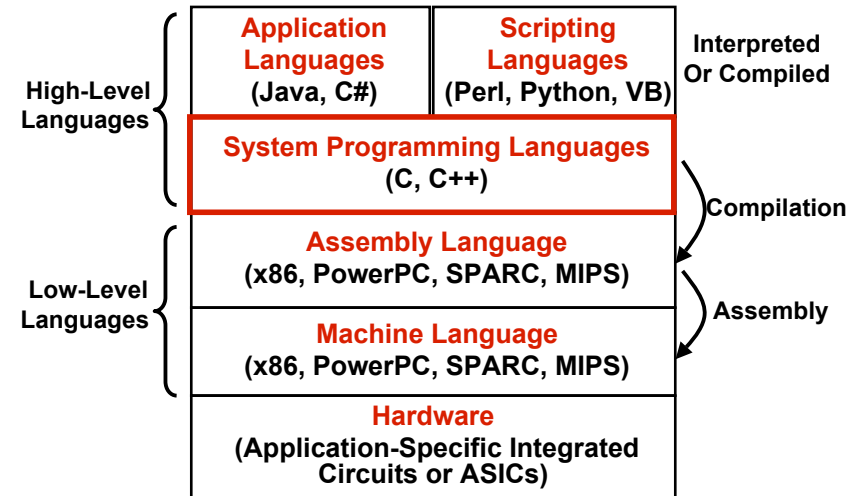 High-Level
Languages
Application
Languages
(Java, C#)
Scripting
Languages
(Perl, Python, VB)
Interpreted
Or Compiled
System Programming Languages
(C, C++)
Compilation
Low-Level
Languages
Assembly Language
(x86, PowerPC, SPARC, MIPS)
Assembly
Machine Language
(x86, PowerPC, SPARC, MIPS)
Hardware
(Application-Specific Integrated
Circuits or ASICs)